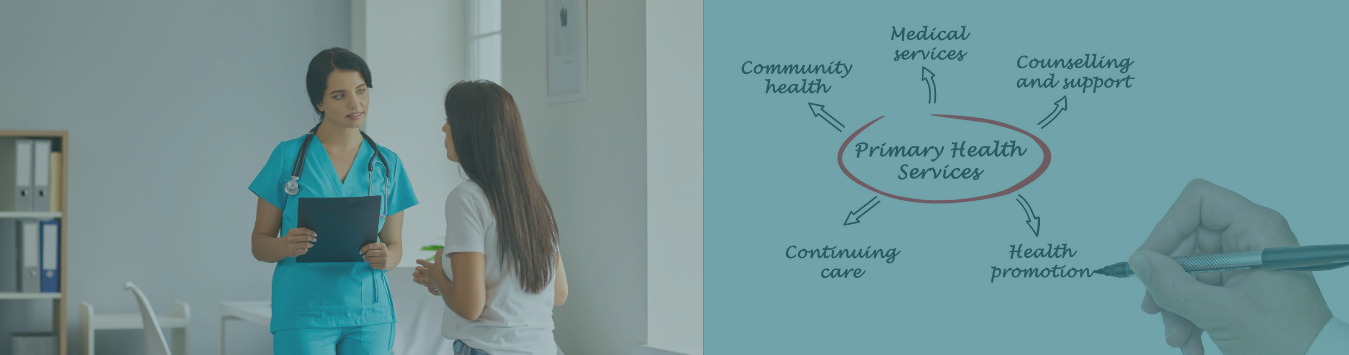 Medical
services
Community
health
Counselling
and support
Primary Health
Services
Continuing
care
Health
promotion